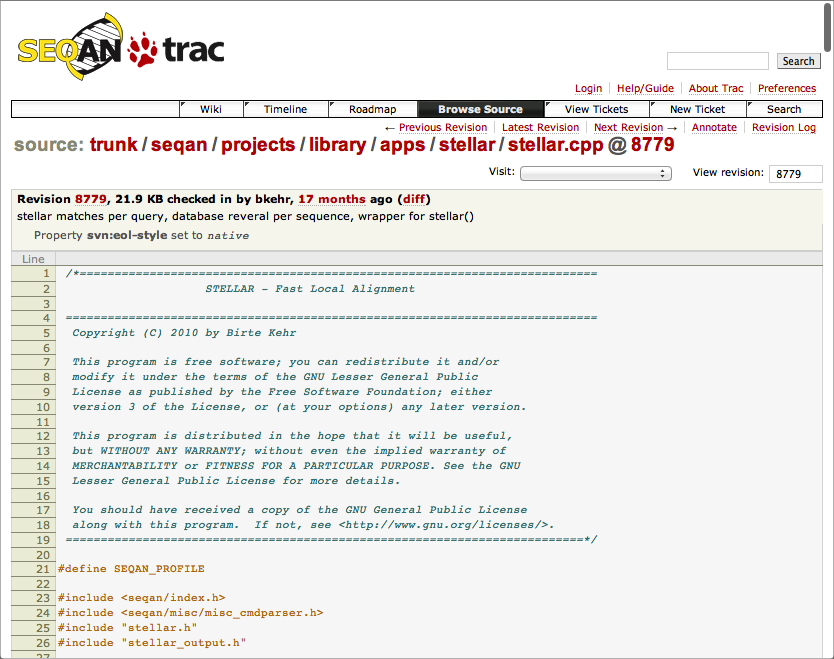 SEQAN trac
Search
Login Help/Guide About Trac Preferences
Wiki Timeline Roadmap Browse Source View Tickets New Ticket Search
← Previous Revision Latest Revision Next Revision → Annotate Revision Log
source: trunk / seqan / projects / library / apps / stellar / stellar.cpp @ 8779
Visit: View revision: 8779
Revision 8779, 21.9 KB checked in by bkehr, 17 months ago (diff)
stellar matches per query, database reveral per sequence, wrapper for stellar()
Property svn:eol-style set to native
Line
1 /*==========================================================================
2 STELLAR - Fast Local Alignment
3
4 ============================================================================
5 Copyright (C) 2010 by Birte Kehr
6
7 This program is free software; you can redistribute it and/or
8 modify it under the terms of the GNU Lesser General Public
9 License as published by the Free Software Foundation; either
10 version 3 of the License, or (at your options) any later version.
11
12 This program is distributed in the hope that it will be useful,
13 but WITHOUT ANY WARRANTY; without even the implied warranty of
14 MERCHANTABILITY or FITNESS FOR A PARTICULAR PURPOSE. See the GNU
15 Lesser General Public License for more details.
16
17 You should have received a copy of the GNU General Public License
18 along with this program. If not, see <http://www.gnu.org/licenses/>.
19 ==========================================================================*/
20
21 #define SEQAN_PROFILE
22
23 #include <seqan/index.h>
24 #include <seqan/misc/misc_cmdparser.h>
25 #include "stellar.h"
26 #include "stellar_output.h"
27